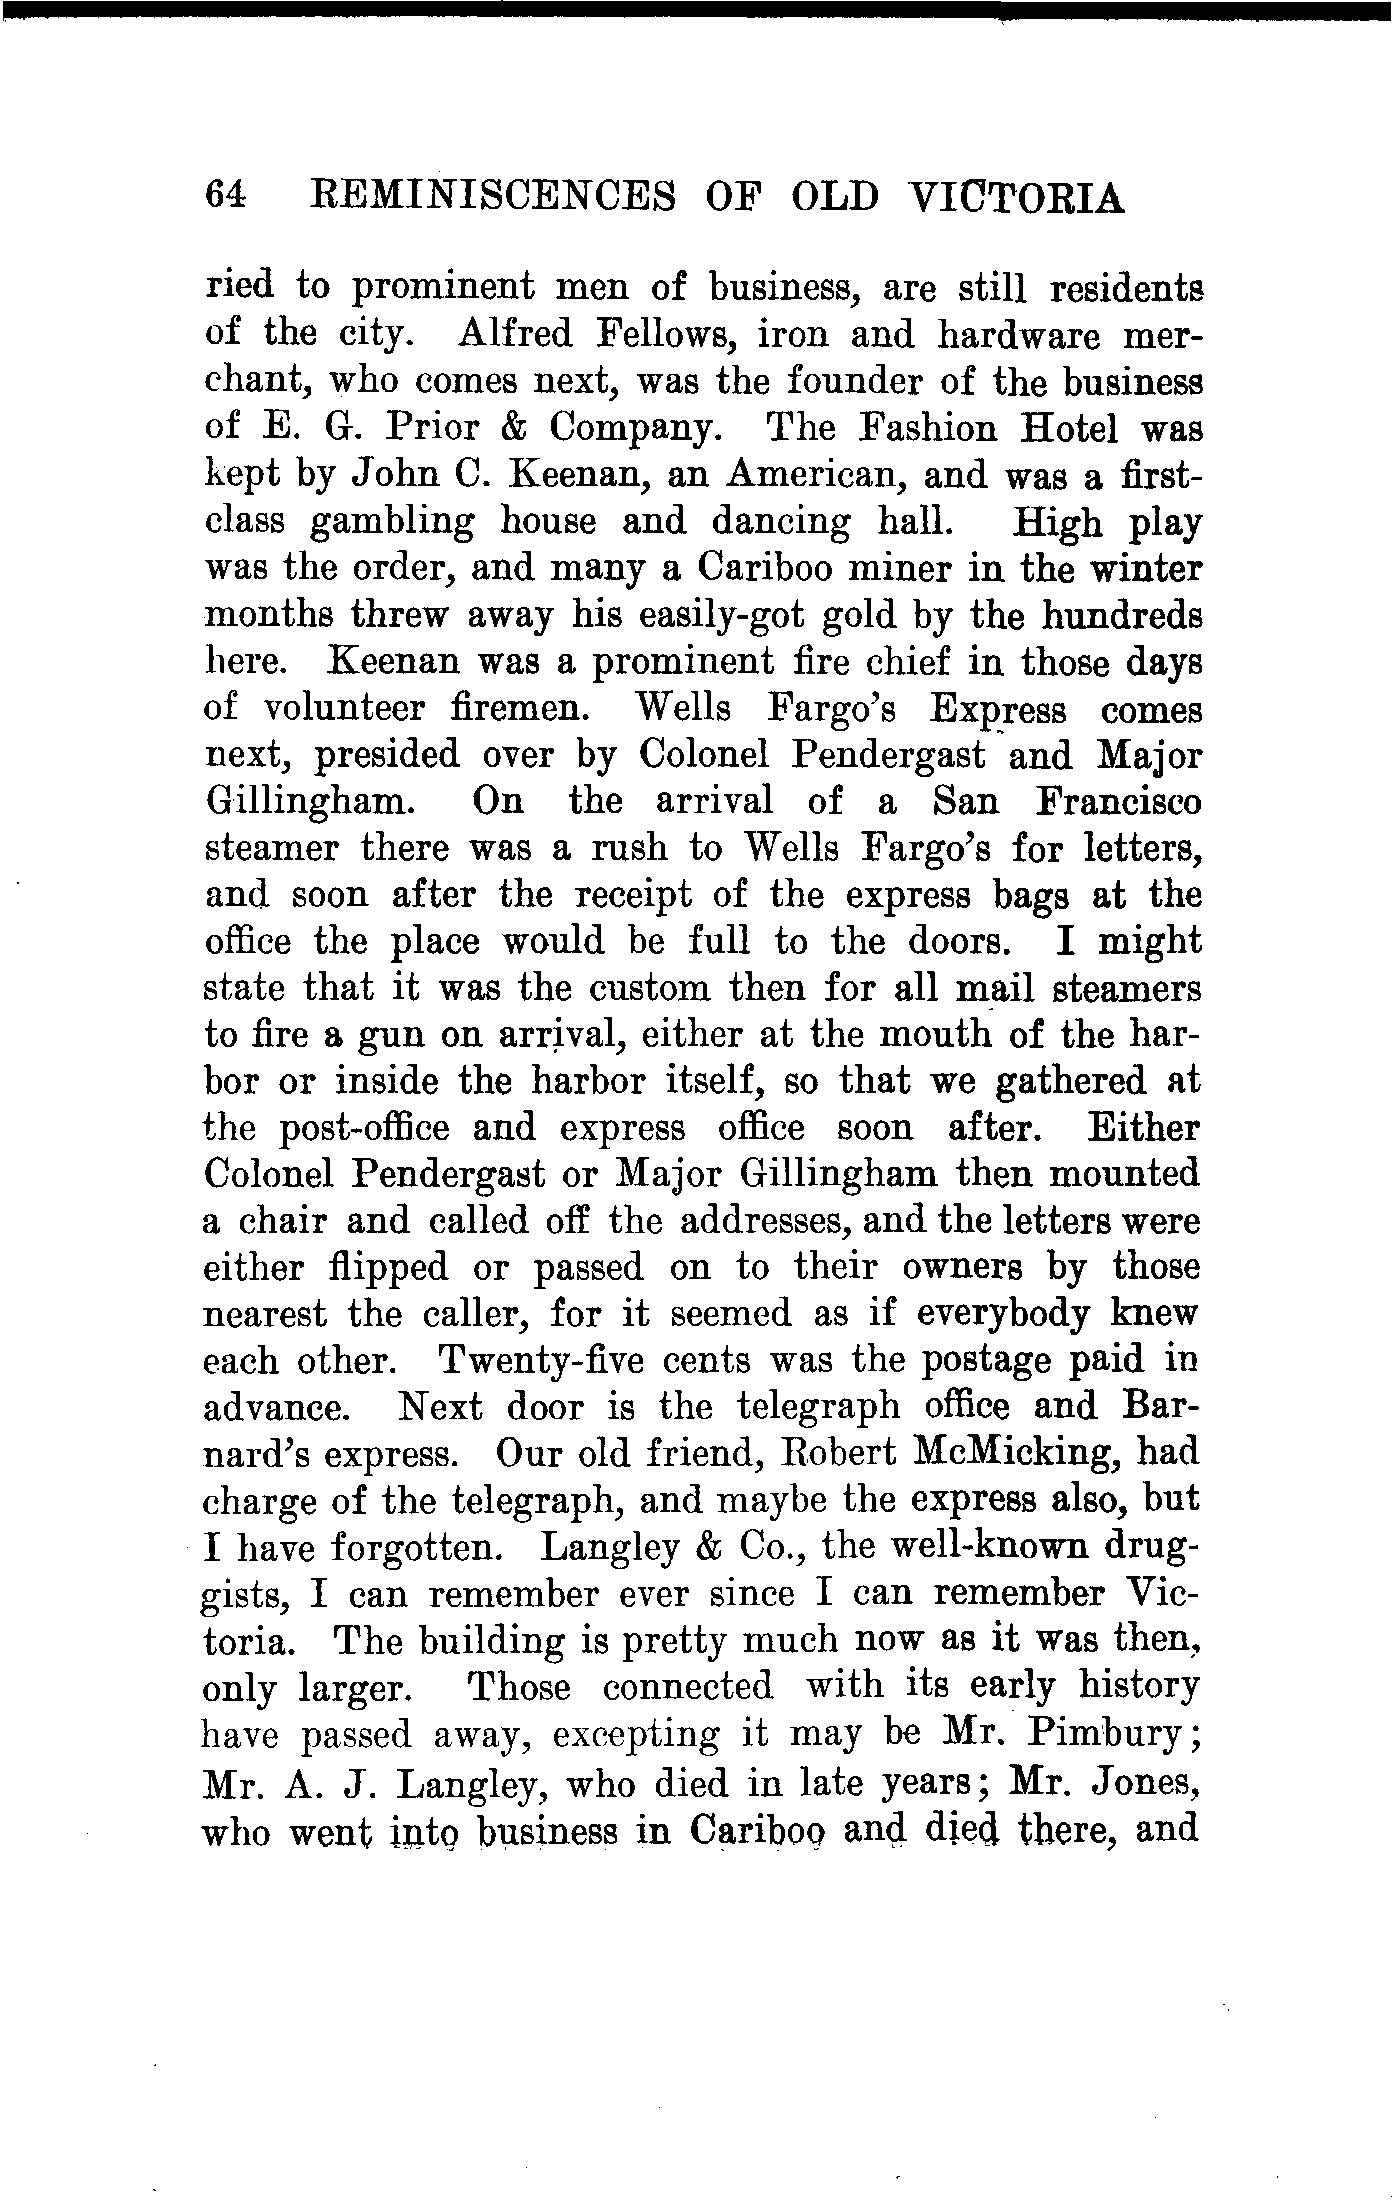 64 REMINISCENCES OF OLD VICTORIA
ried to prominent men of business, are still residents
of the city. Alfred Fellows, iron and hardware mer-
chant, who comes next, was the founder of the business
of E. G. Prior & Company. The Fashion Hotel was
kept by John C. Keenan, an American, and was a first-
class gambling house and dancing hall. High play
was the order, and many a Cariboo miner in the winter
months threw away his easily-got gold by the hundreds
here. Keenan was a prominent fire chief in those days
of volunteer firemen. Wells Fargo's Express comes
next, presided over by Colonel Pendergast and Major
Gillingham. On the arrival of a San Francisco
steamer there was a rush to Wells Fargo's for letters,
and soon after the receipt of the express bags at the
office the place would be full to the doors. I might
state that it was the custom then for all mail steamers
to fire a gun on arrival, either at the mouth of the har-
bor or inside the harbor itself, so that we gathered at
the post-office and express office soon after. Either
Colonel Pendergast or Major Gillingham then mounted
a chair and called off the addresses, and the letters were
either flipped or passed on to their owners by those
nearest the caller, for it seemed as if everybody knew
each other. Twenty-five cents was the postage paid in
advance. Next door is the telegraph office and Bar-
nard's express. Our old friend, Robert McMicking, had
charge of the telegraph, and maybe the express also, but
I have forgotten. Langley & Co., the well-known drug-
gists, I can remember ever since I can remember Vic-
toria. The building is pretty much now as it was then,
only larger. Those connected with its early history
have passed away, excepting it may be Mr. Pimbury;
Mr. A. J. Langley, who died in late years; Mr. Jones,
who went into business in Cariboo and died there, and